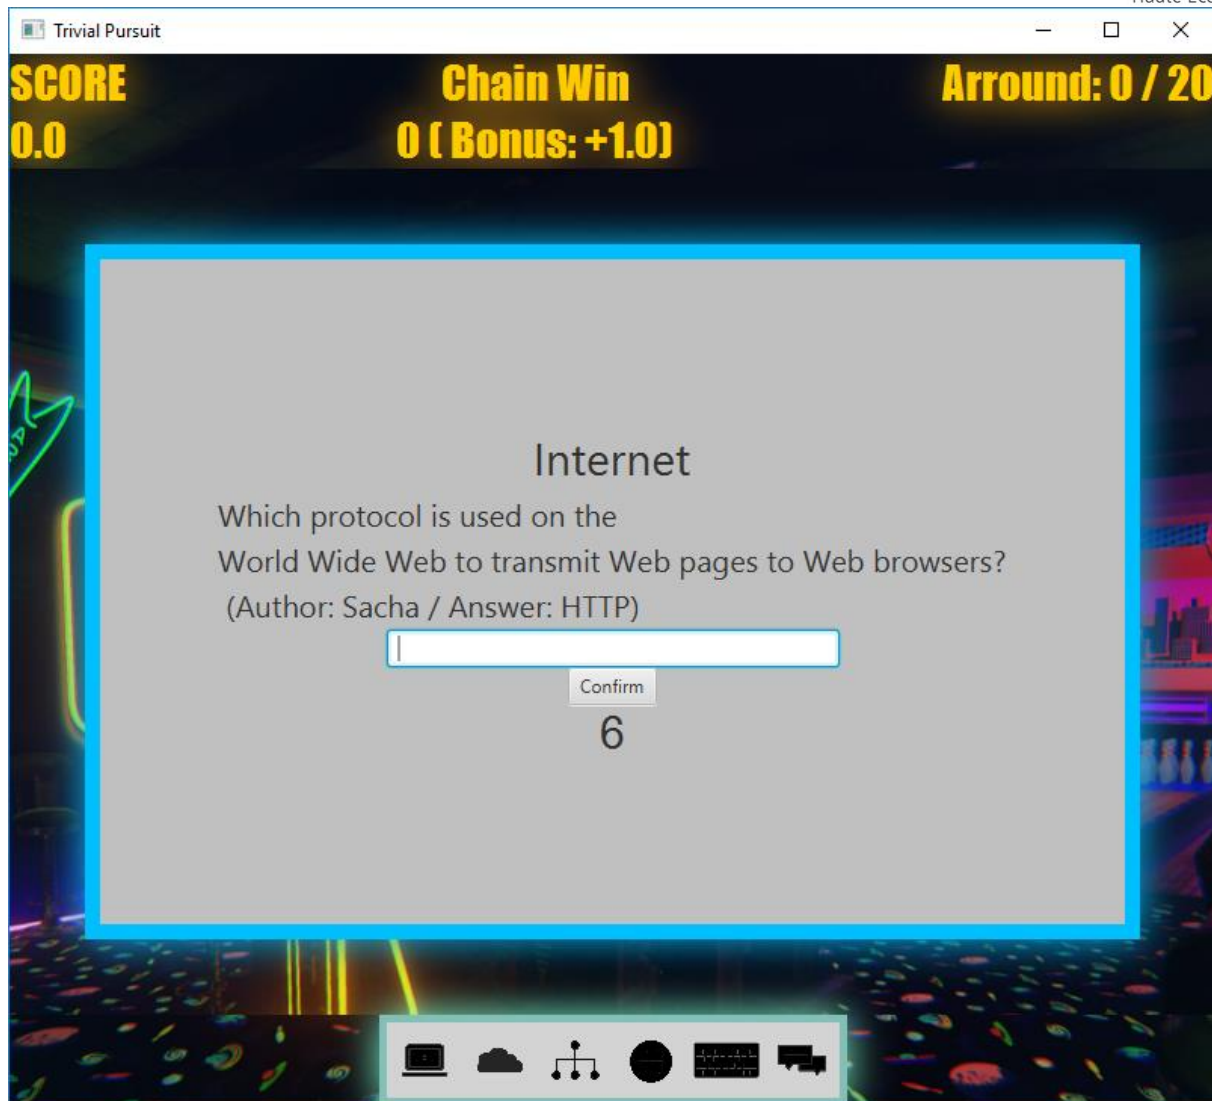 Trivial Pursuit
SCORE
Chain Win
Arround: 0 / 20
0.0
0 ( Bonus: +1.0)
Internet
Which protocol is used on the
World Wide Web to transmit Web pages to Web browsers?
(Author: Sacha / Answer: HTTP)
Confirm
6